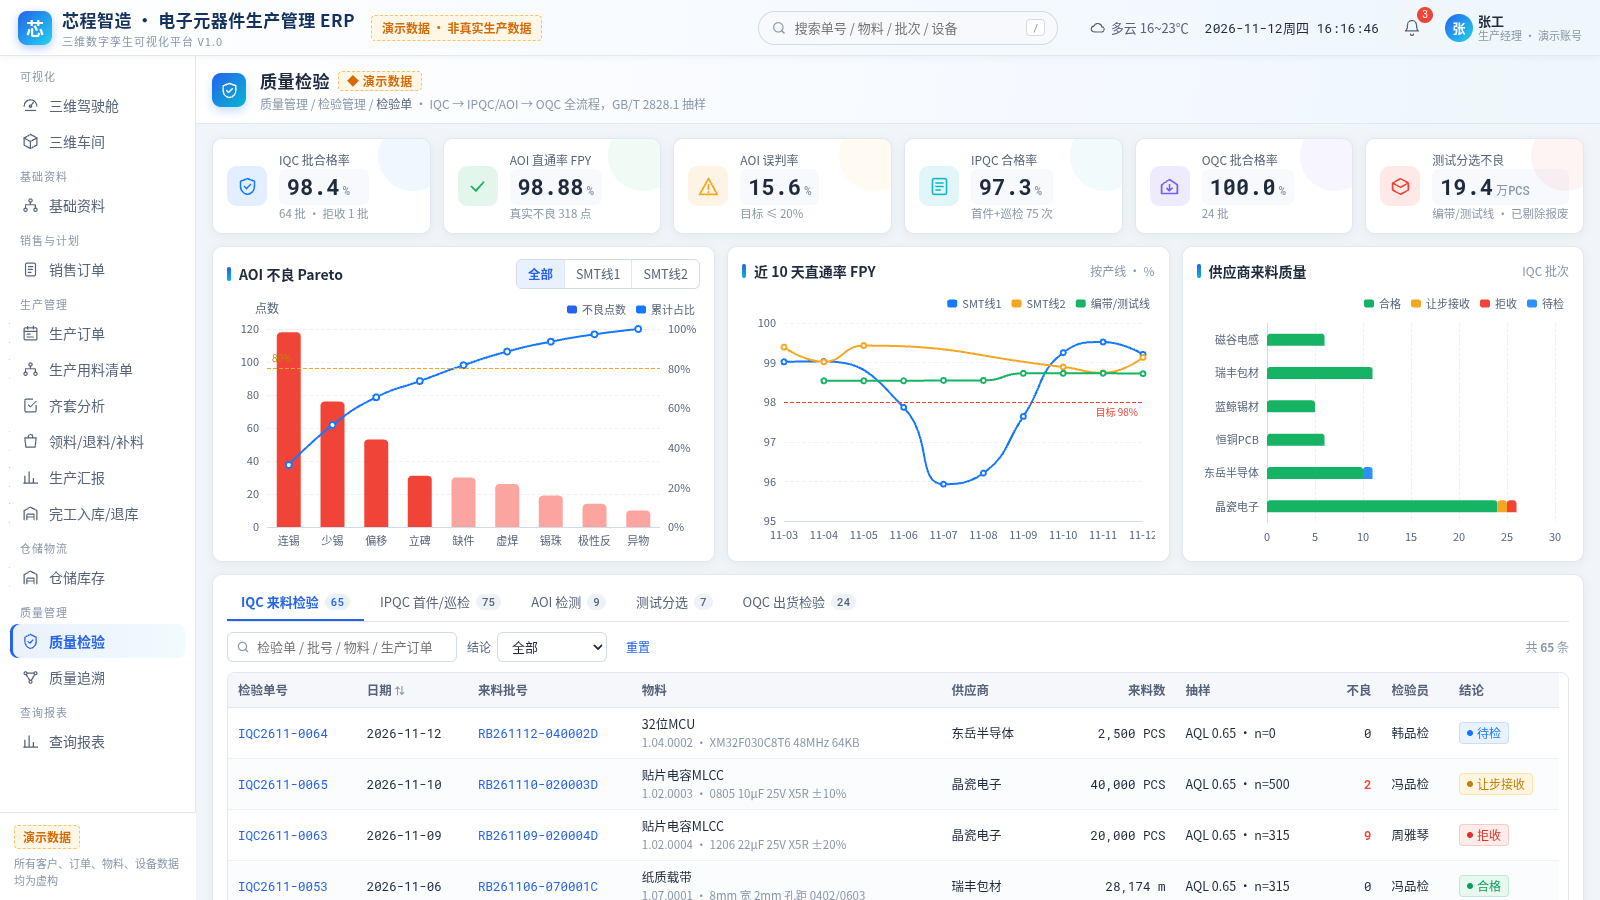 芯程智造 · 电子元器件生产管理 ERP
三维数字孪生可视化平台 V1.0
演示数据 · 非真实生产数据
搜索单号 / 物料 / 批次 / 设备
/
多云 16~23℃
2026-11-12周四 16:16:46
3
张
张工
生产经理 · 演示账号
芯
可视化
三维驾驶舱
三维车间
基础资料
基础资料
销售与计划
销售订单
生产管理
生产订单
生产用料清单
齐套分析
领料/退料/补料
生产汇报
完工入库/退库
仓储物流
仓储库存
质量管理
质量检验
质量追溯
查询报表
查询报表
演示数据
所有客户、订单、物料、设备数据
均为虚构
质量检验
◆ 演示数据
质量管理 / 检验管理 / 检验单 · IQC → IPQC/AOI → OQC 全流程，GB/T 2828.1 抽样
IQC 批合格率
98.4%
64 批 · 拒收 1 批
AOI 直通率 FPY
98.88%
真实不良 318 点
AOI 误判率
15.6%
目标 ≤ 20%
IPQC 合格率
97.3%
首件+巡检 75 次
OQC 批合格率
100.0%
24 批
测试分选不良
19.4万PCS
编带/测试线 · 已剔除报废
AOI 不良 Pareto
全部
SMT线1
SMT线2
点数
不良点数
累计占比
120
100
80
60
40
20
0
100%
80%
60%
40%
20%
0%
80%
连锡
少锡
偏移
立碑
缺件
虚焊
锡珠
极性反
异物
近 10 天直通率 FPY
按产线 · %
SMT线1
SMT线2
编带/测试线
100
99
98
97
96
95
目标 98%
11-03
11-04
11-05
11-06
11-07
11-08
11-09
11-10
11-11
11-12
供应商来料质量
IQC 批次
合格
让步接收
拒收
待检
磁谷电感
瑞丰包材
蓝鲸锡材
恒铜PCB
东岳半导体
晶瓷电子
0
5
10
15
20
25
30
IQC 来料检验 65
IPQC 首件/巡检 75
AOI 检测 9
测试分选 7
OQC 出货检验 24
检验单 / 批号 / 物料 / 生产订单
结论
全部
重置
共 65 条
检验单号 日期 ⇅ 来料批号 物料 供应商 来料数 抽样 不良 检验员 结论
IQC2611-0064 2026-11-12 RB261112-040002D 32位MCU 东岳半导体 2,500 PCS AQL 0.65 · n=0 0 韩品检 待检
1.04.0002 · XM32F030C8T6 48MHz 64KB
IQC2611-0065 2026-11-10 RB261110-020003D 贴片电容MLCC 晶瓷电子 40,000 PCS AQL 0.65 · n=500 2 冯品检 让步接收
1.02.0003 · 0805 10μF 25V X5R ±10%
IQC2611-0063 2026-11-09 RB261109-020004D 贴片电容MLCC 晶瓷电子 20,000 PCS AQL 0.65 · n=315 9 周雅琴 拒收
1.02.0004 · 1206 22μF 25V X5R ±20%
IQC2611-0053 2026-11-06 RB261106-070001C 纸质载带 瑞丰包材 28,174 m AQL 0.65 · n=315 0 冯品检 合格
1.07.0001 · 8mm 宽 2mm 孔距 0402/0603